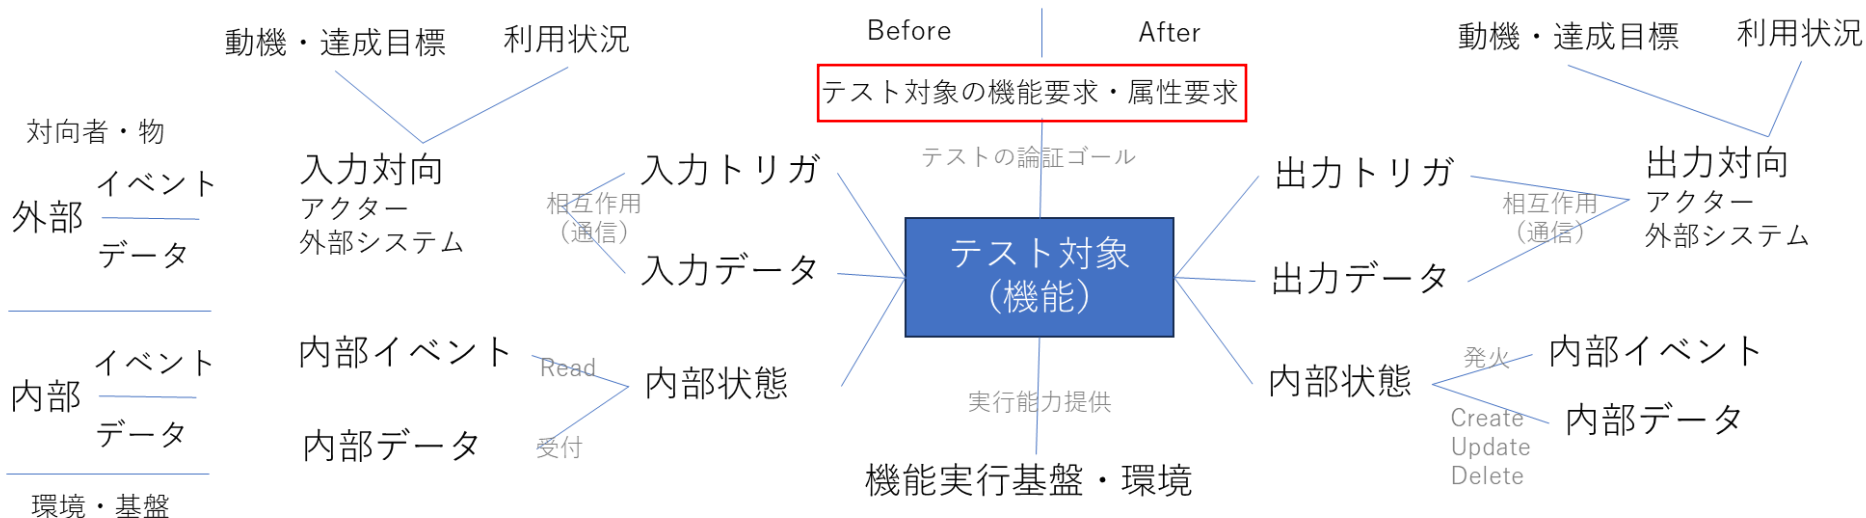 動機・達成目標
利用状況
Before
After
動機・達成目標
利用状況
テスト対象の機能要求・属性要求
対向者・物
外部
イベント
データ
入力対向
アクター
外部システム
相互作用
（通信）
入力トリガ
入力データ
テストの論証ゴール
テスト対象
（機能）
出力トリガ
出力データ
相互作用
（通信）
出力対向
アクター
外部システム
内部
イベント
データ
内部イベント
内部データ
Read
受付
内部状態
実行能力提供
機能実行基盤・環境
内部状態
発火
Create
Update
Delete
内部イベント
内部データ
環境・基盤